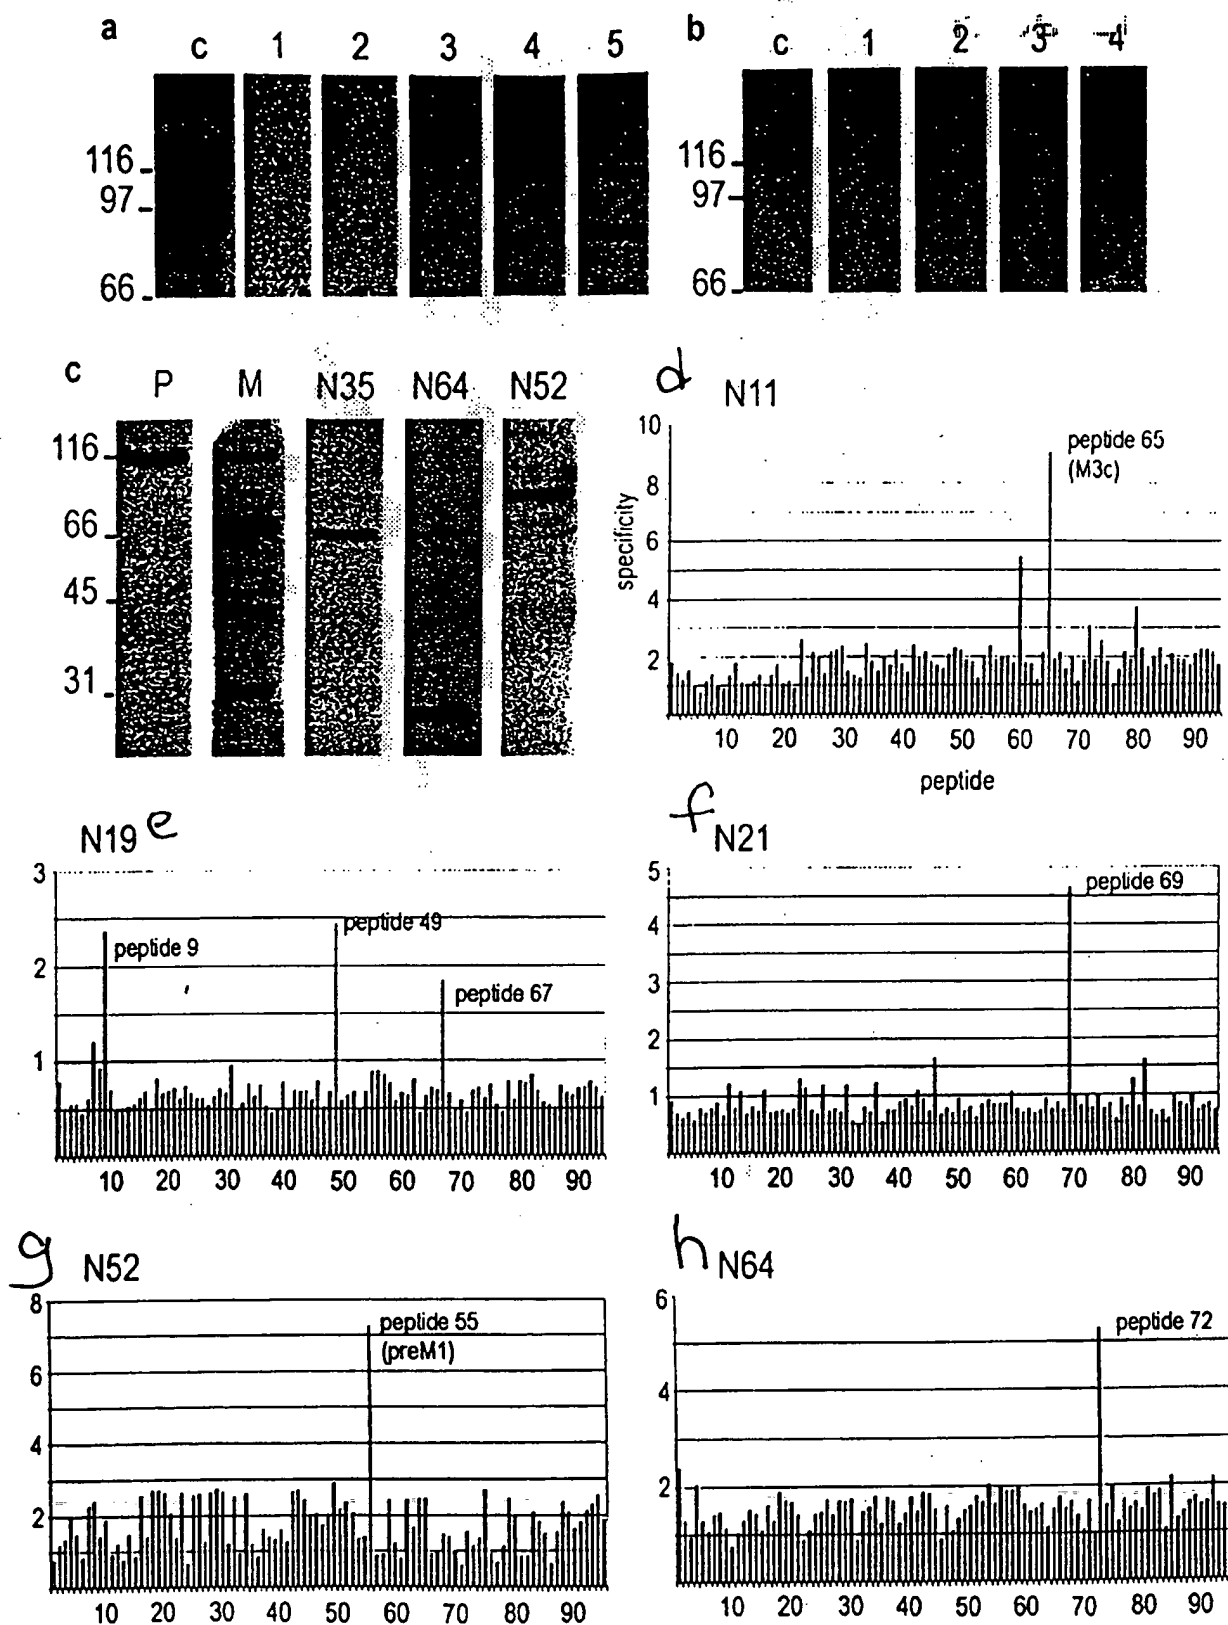 a
b
c 1 2 3 4 5
c 1 2 3 4
116
97
66
116
97
66
c
P M N35 N64 N52
116
66
45
31
d N11
10
8
6
4
2
specificity
peptide 65
(M3c)
10 20 30 40 50 60 70 80 90
peptide
N19 e
3
2
1
peptide 9
peptide 49
peptide 67
10 20 30 40 50 60 70 80 90
f N21
5
4
3
2
1
peptide 69
10 20 30 40 50 60 70 80 90
g N52
8
6
4
2
peptide 55
(preM1)
10 20 30 40 50 60 70 80 90
h N64
6
4
2
peptide 72
10 20 30 40 50 60 70 80 90